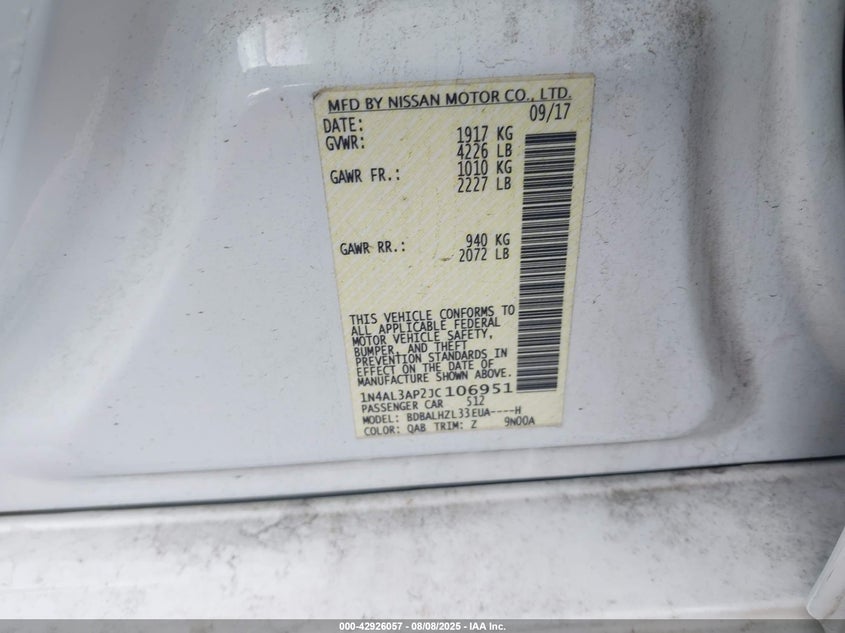 MFD BY NISSAN MOTOR CO., LTD.
DATE: 09/17
GVWR: 1917 KG
4226 LB
GAWR FR.: 1010 KG
2227 LB
GAWR RR.: 940 KG
2072 LB
THIS VEHICLE CONFORMS TO
ALL APPLICABLE FEDERAL
MOTOR VEHICLE SAFETY,
BUMPER, AND THEFT
PREVENTION STANDARDS IN
EFFECT ON THE DATE OF
MANUFACTURE SHOWN ABOVE.
1N4AL3AP2JC106951
PASSENGER CAR 512
MODEL: BDBALHZL33EUA----H
COLOR: QAB TRIM: Z 9N00A
000-42926057 - 08/08/2025 - IAA Inc.